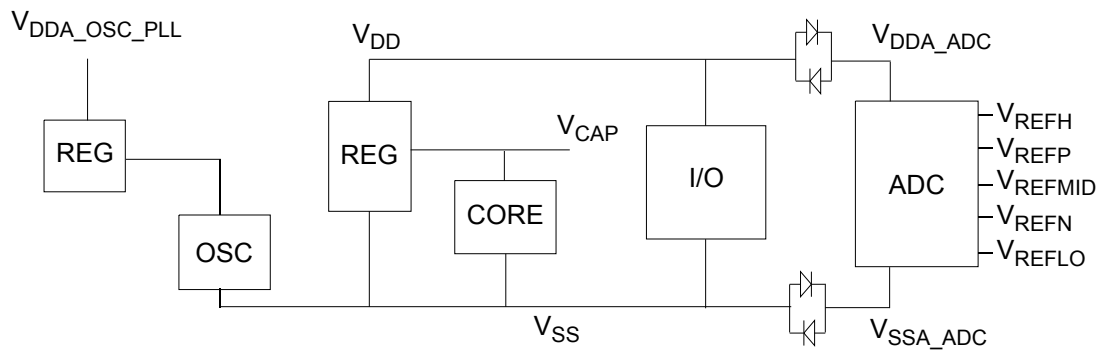 VDDA_OSC_PLL
VDD
VDDA_ADC
REG
REG
VCAP
CORE
I/O
ADC
VREFH
VREFP
VREFMID
VREFN
VREFLO
OSC
VSS
VSSA_ADC